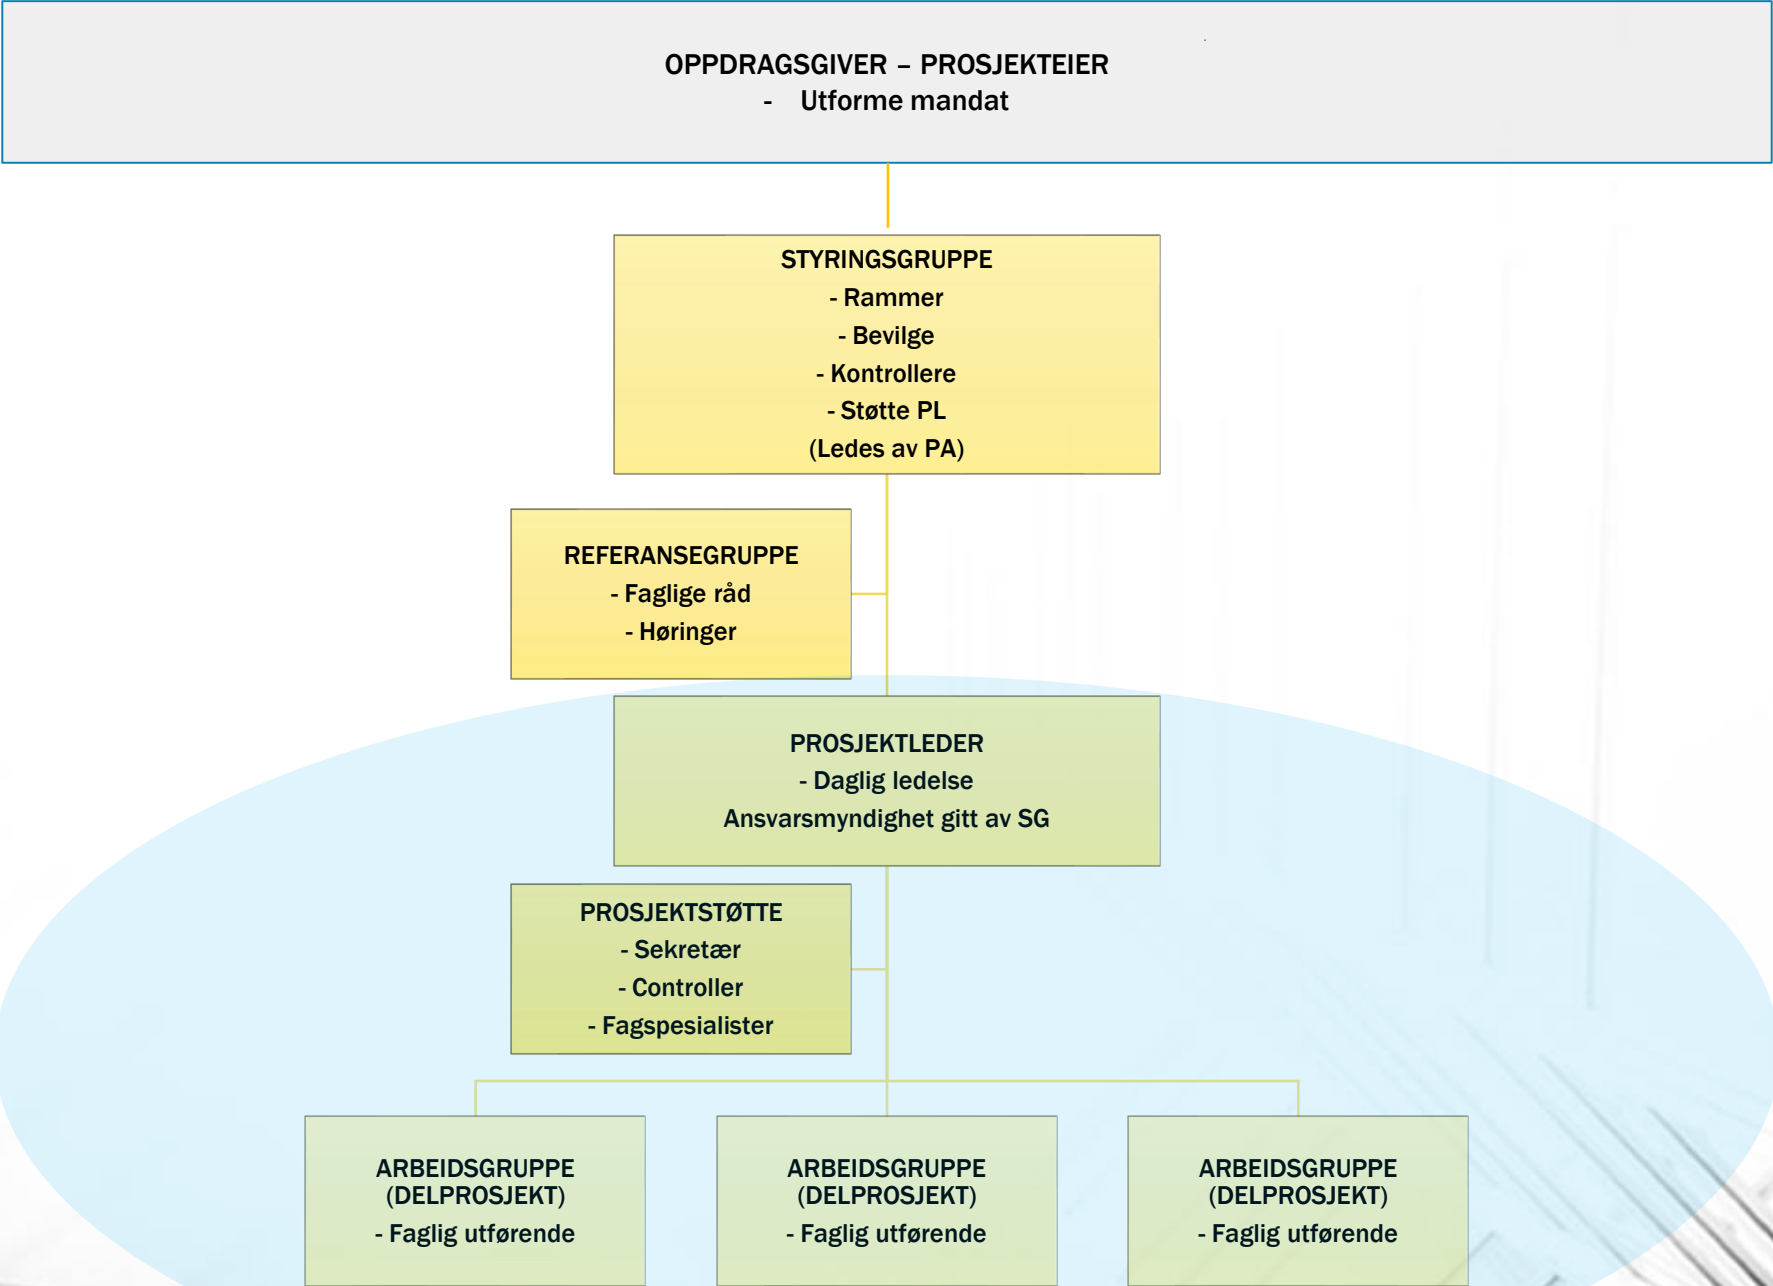 OPPDRAGSGIVER – PROSJEKTEIER
- Utforme mandat
STYRINGSGRUPPE
- Rammer
- Bevilge
- Kontrollere
- Støtte PL
(Ledes av PA)
REFERANSEGRUPPE
- Faglige råd
- Høringer
PROSJEKTLEDER
- Daglig ledelse
Ansvarsmyndighet gitt av SG
PROSJEKTSTØTTE
- Sekretær
- Controller
- Fagspesialister
ARBEIDSGRUPPE
(DELPROSJEKT)
- Faglig utførende
ARBEIDSGRUPPE
(DELPROSJEKT)
- Faglig utførende
ARBEIDSGRUPPE
(DELPROSJEKT)
- Faglig utførende